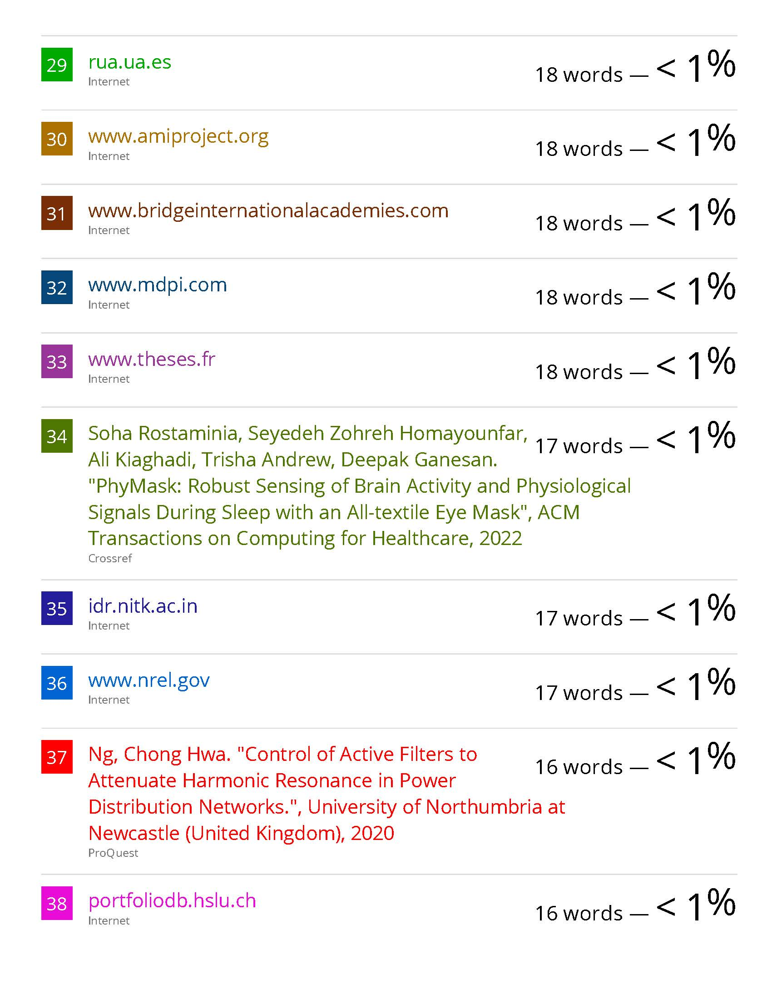 29 rua.ua.es 18 words — < 1%
Internet
30 www.amiproject.org 18 words — < 1%
Internet
31 www.bridgeinternationalacademies.com 18 words — < 1%
Internet
32 www.mdpi.com 18 words — < 1%
Internet
33 www.theses.fr 18 words — < 1%
Internet
34 Soha Rostaminia, Seyedeh Zohreh Homayounfar, 17 words — < 1%
Ali Kiaghadi, Trisha Andrew, Deepak Ganesan.
"PhyMask: Robust Sensing of Brain Activity and Physiological
Signals During Sleep with an All-textile Eye Mask", ACM
Transactions on Computing for Healthcare, 2022
Crossref
35 idr.nitk.ac.in 17 words — < 1%
Internet
36 www.nrel.gov 17 words — < 1%
Internet
37 Ng, Chong Hwa. "Control of Active Filters to 16 words — < 1%
Attenuate Harmonic Resonance in Power
Distribution Networks.", University of Northumbria at
Newcastle (United Kingdom), 2020
ProQuest
38 portfoliodb.hslu.ch 16 words — < 1%
Internet